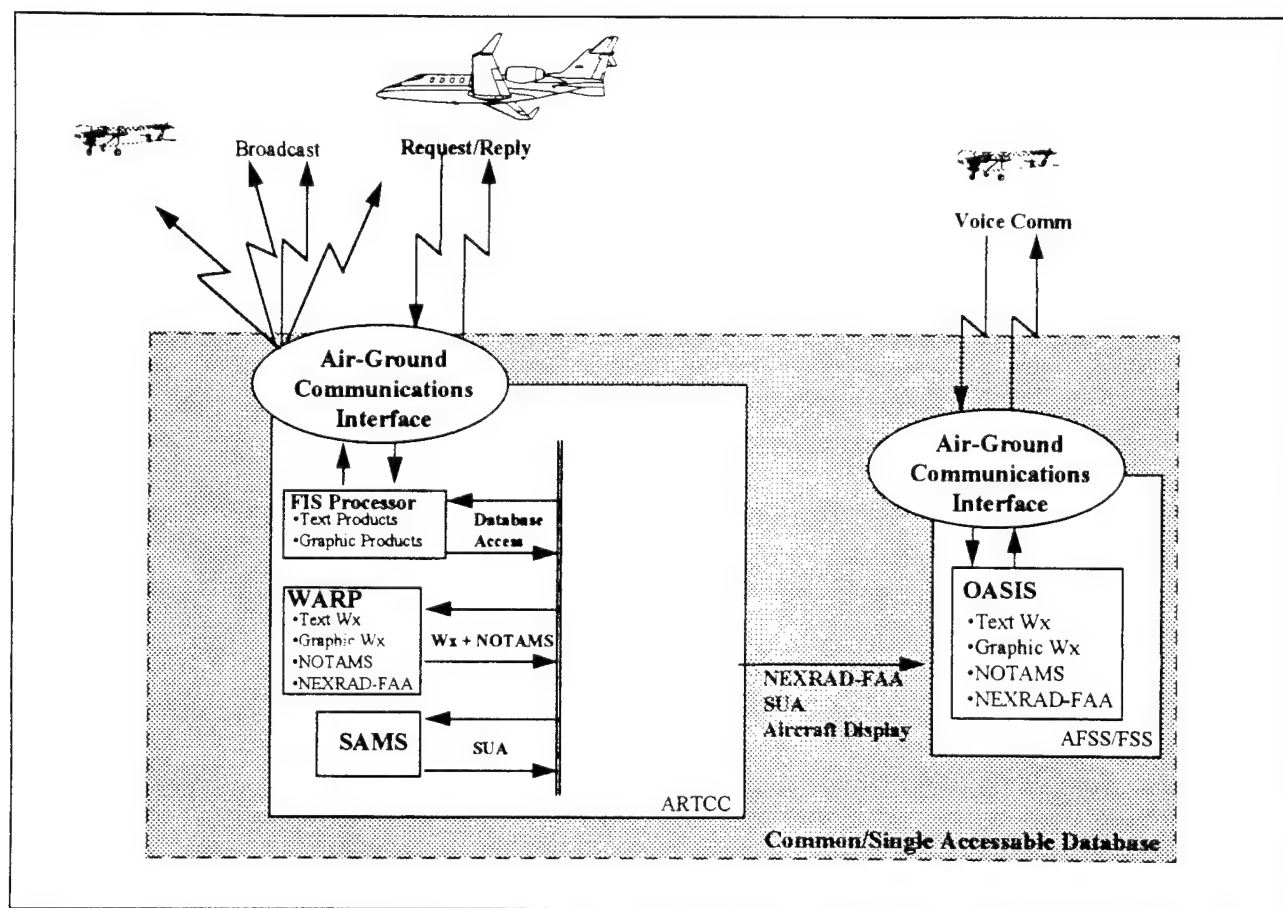 Broadcast
Request/Reply
Voice Comm
Air-Ground
Communications
Interface
Air-Ground
Communications
Interface
FIS Processor
•Text Products
•Graphic Products
Database
Access
WARP
•Text Wx
•Graphic Wx
•NOTAMS
•NEXRAD-FAA
Wx + NOTAMS
SAMS
SUA
NEXRAD-FAA
SUA
Aircraft Display
OASIS
•Text Wx
•Graphic Wx
•NOTAMS
•NEXRAD-FAA
AFSS/FSS
ARTCC
Common/Single Accessable Database